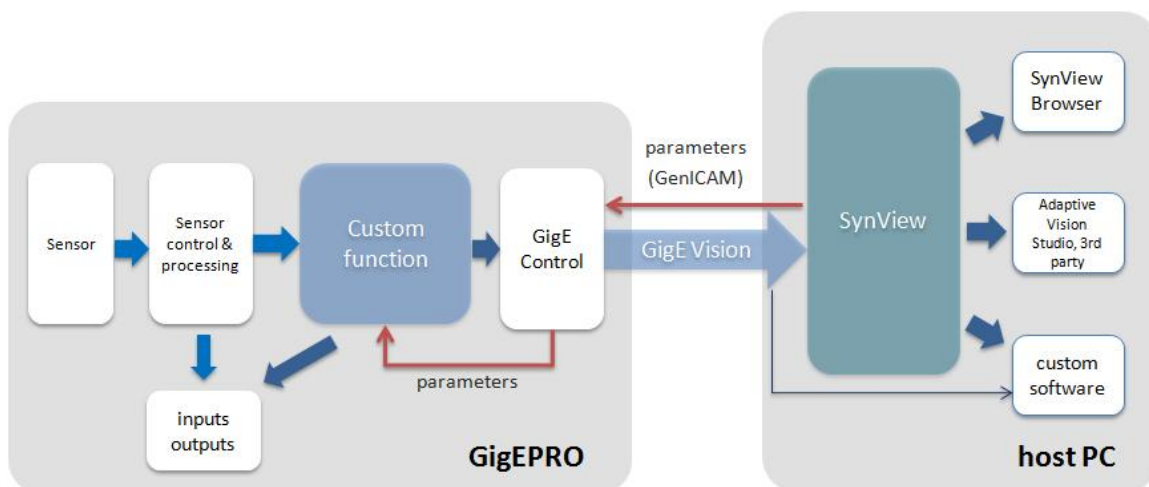 Sensor
Sensor
control &
processing
Custom
function
GigE
Control
inputs
outputs
parameters
GigEPRO
parameters
(GenICAM)
GigE Vision
SynView
SynView
Browser
Adaptive
Vision
Studio, 3rd
party
custom
software
host PC